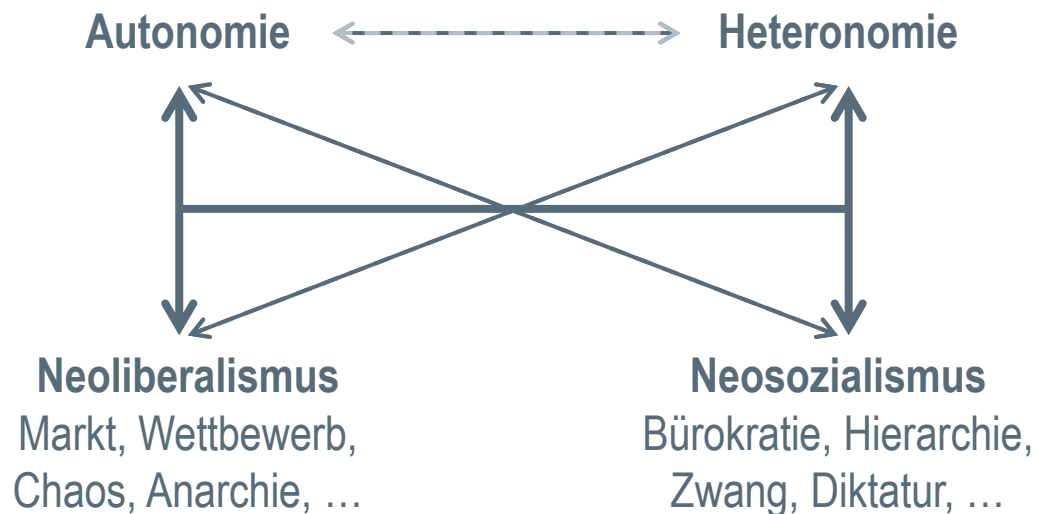 Autonomie
Heteronomie
Neoliberalismus
Markt, Wettbewerb,
Chaos, Anarchie, …
Neosozialismus
Bürokratie, Hierarchie,
Zwang, Diktatur, …